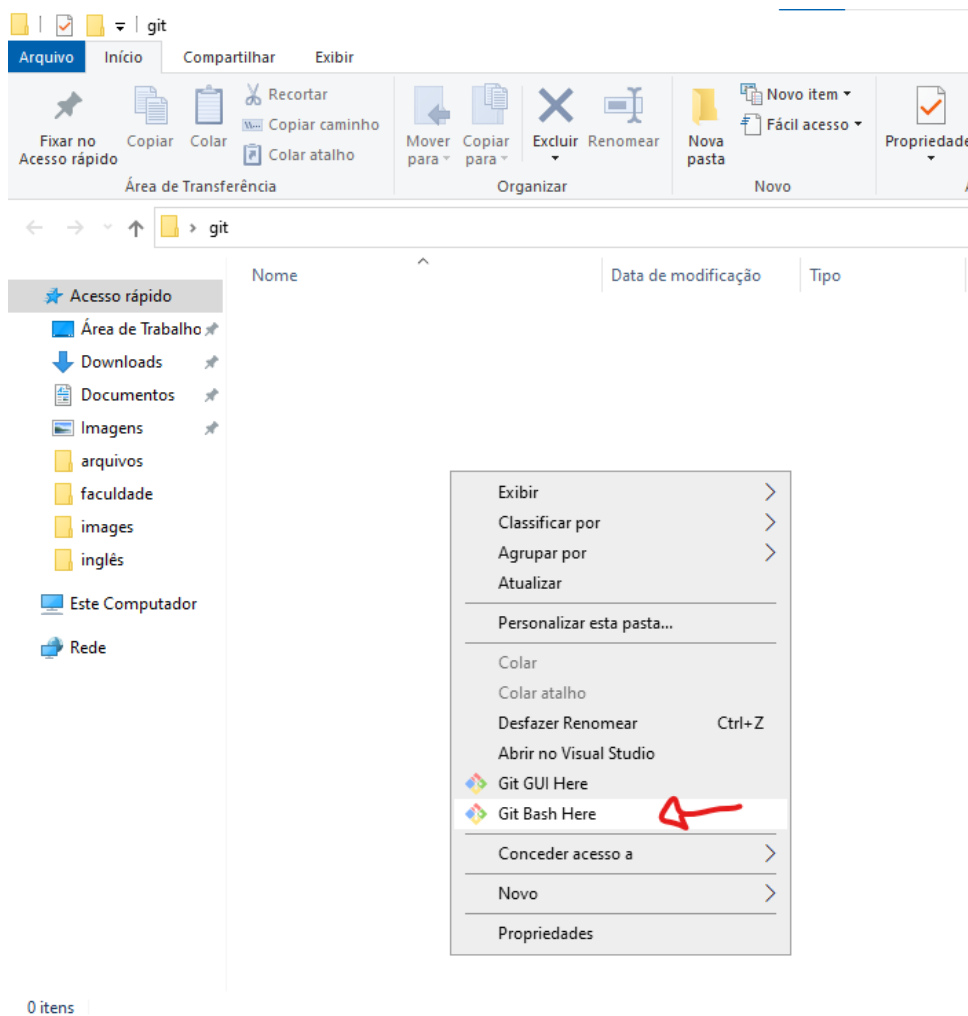 git
Arquivo Início Compartilhar Exibir
Fixar no Acesso rápido
Copiar
Colar
Recortar
Copiar caminho
Colar atalho
Área de Transferência
Mover para
Copiar para
Excluir
Renomear
Organizar
Nova pasta
Novo item
Fácil acesso
Novo
Propriedade
git
Nome Data de modificação Tipo
Acesso rápido
Área de Trabalho
Downloads
Documentos
Imagens
arquivos
faculdade
images
inglês
Este Computador
Rede
Exibir
Classificar por
Agrupar por
Atualizar
Personalizar esta pasta...
Colar
Colar atalho
Desfazer Renomear Ctrl+Z
Abrir no Visual Studio
Git GUI Here
Git Bash Here
Conceder acesso a
Novo
Propriedades
0 itens